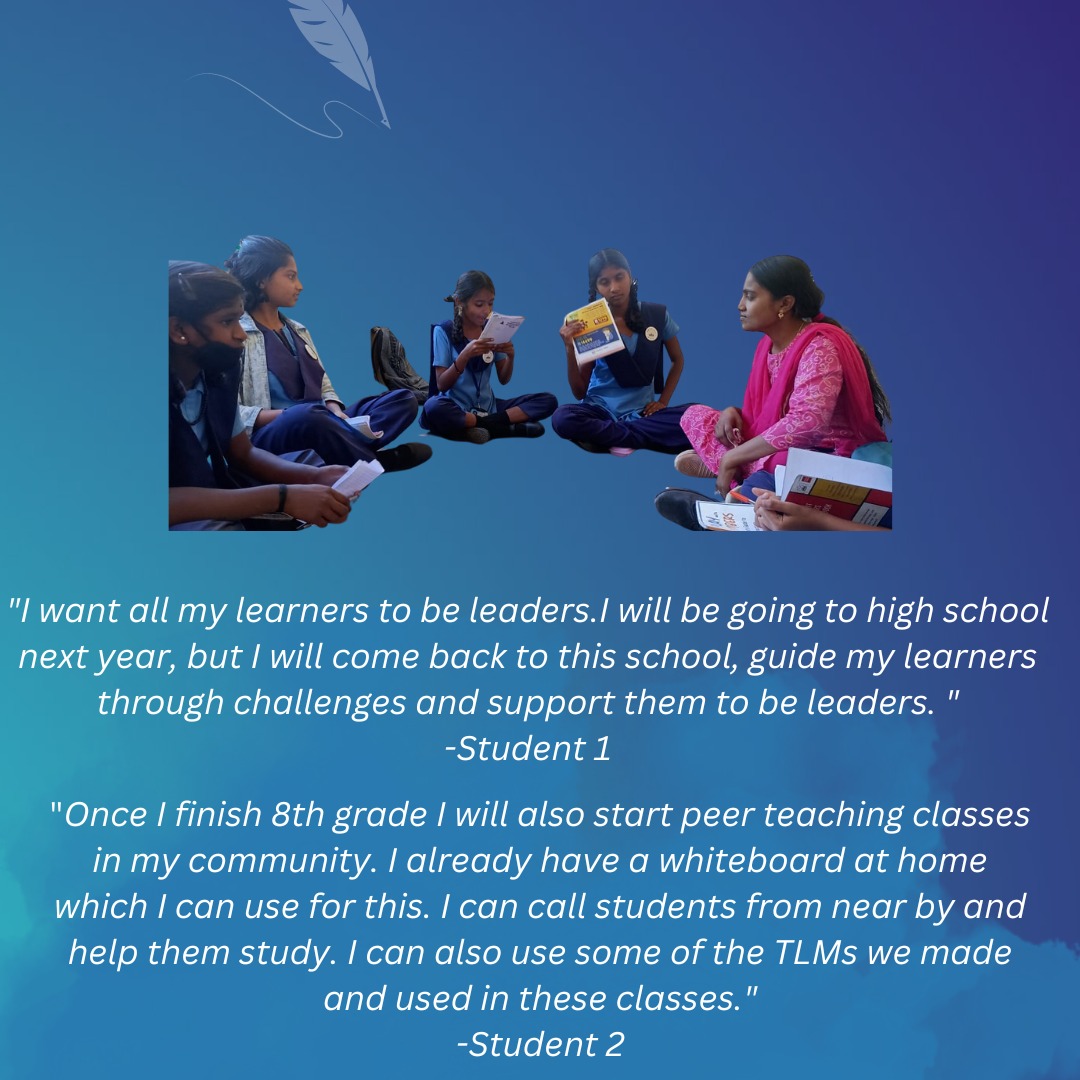 "I want all my learners to be leaders.I will be going to high school
next year, but I will come back to this school, guide my learners
through challenges and support them to be leaders. "
-Student 1
"Once I finish 8th grade I will also start peer teaching classes
in my community. I already have a whiteboard at home
which I can use for this. I can call students from near by and
help them study. I can also use some of the TLMs we made
and used in these classes."
-Student 2